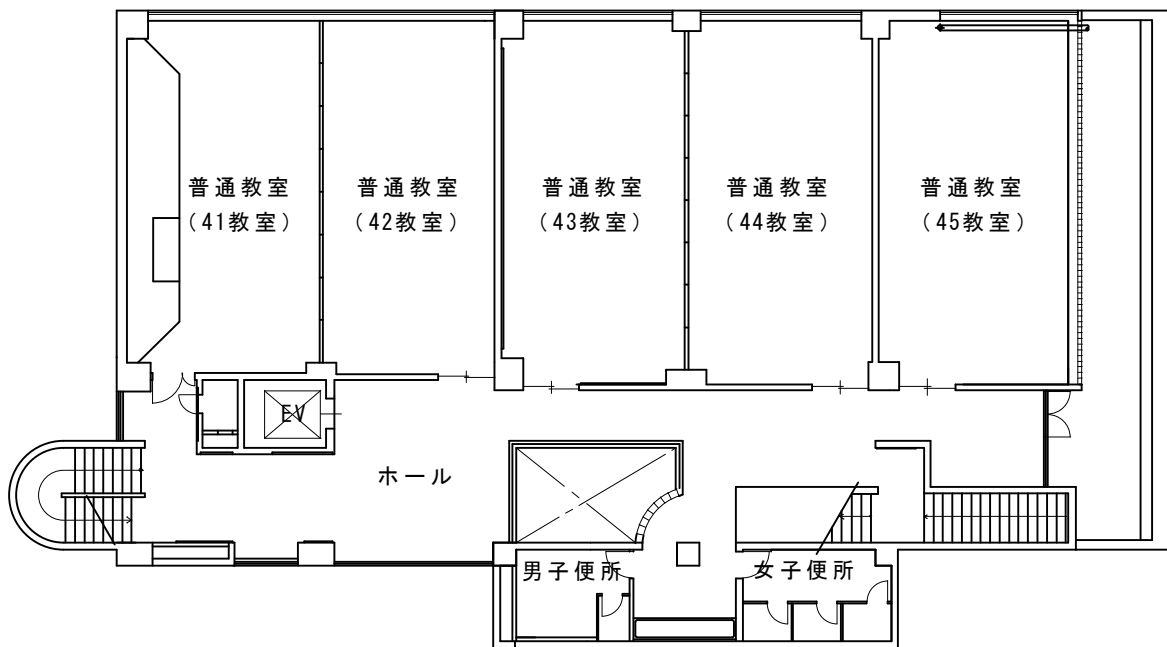 普通教室
(41教室)
普通教室
(42教室)
普通教室
(43教室)
普通教室
(44教室)
普通教室
(45教室)
EV
ホール
男子便所
女子便所